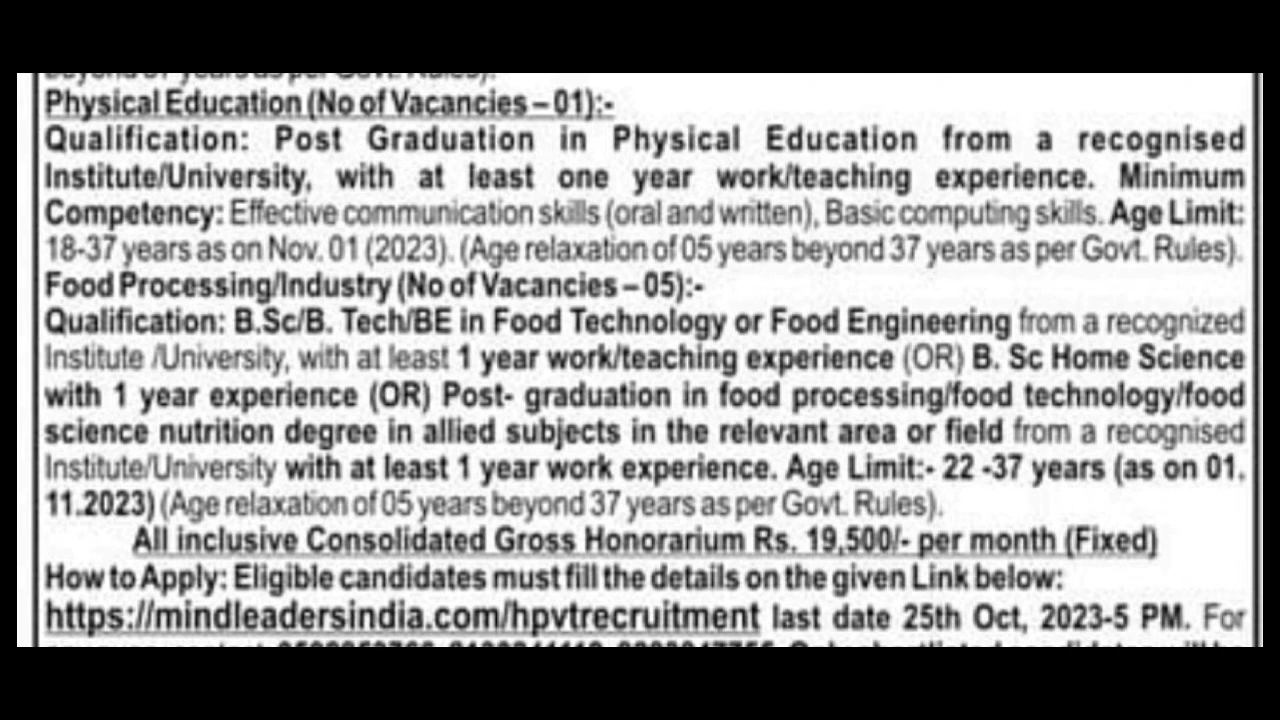 beyond 37 years as per Govt. Rules).
Physical Education (No of Vacancies – 01):-
Qualification: Post Graduation in Physical Education from a recognised
Institute/University, with at least one year work/teaching experience. Minimum
Competency: Effective communication skills (oral and written), Basic computing skills. Age Limit:
18-37 years as on Nov. 01 (2023). (Age relaxation of 05 years beyond 37 years as per Govt. Rules).
Food Processing/Industry (No of Vacancies – 05):-
Qualification: B.Sc/B. Tech/BE in Food Technology or Food Engineering from a recognized
Institute /University, with at least 1 year work/teaching experience (OR) B. Sc Home Science
with 1 year experience (OR) Post- graduation in food processing/food technology/food
science nutrition degree in allied subjects in the relevant area or field from a recognised
Institute/University with at least 1 year work experience. Age Limit:- 22 -37 years (as on 01.
11.2023) (Age relaxation of 05 years beyond 37 years as per Govt. Rules).
All inclusive Consolidated Gross Honorarium Rs. 19,500/- per month (Fixed)
How to Apply: Eligible candidates must fill the details on the given Link below:
https://mindleadersindia.com/hpvtrecruitment last date 25th Oct, 2023-5 PM. For